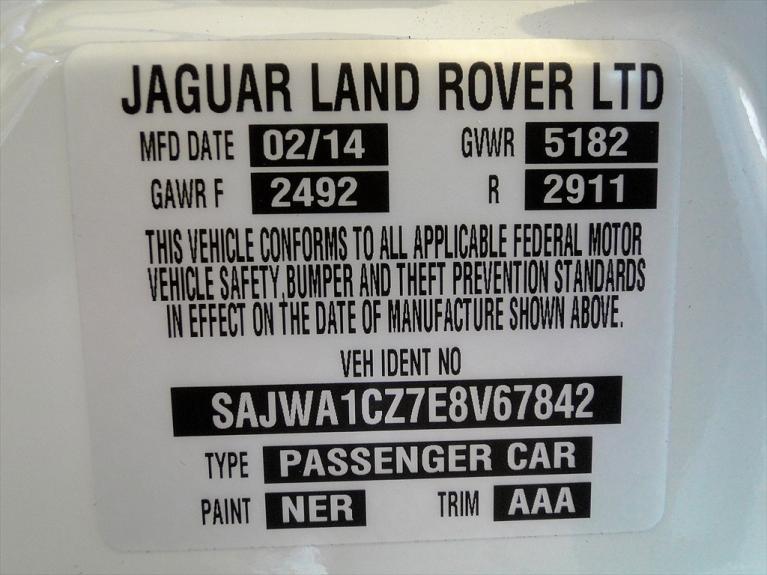 JAGUAR LAND ROVER LTD
MFD DATE 02/14 GVWR 5182
GAWR F 2492 R 2911
THIS VEHICLE CONFORMS TO ALL APPLICABLE FEDERAL MOTOR
VEHICLE SAFETY,BUMPER AND THEFT PREVENTION STANDARDS
IN EFFECT ON THE DATE OF MANUFACTURE SHOWN ABOVE.
VEH IDENT NO
SAJWA1CZ7E8V67842
TYPE PASSENGER CAR
PAINT NER TRIM AAA